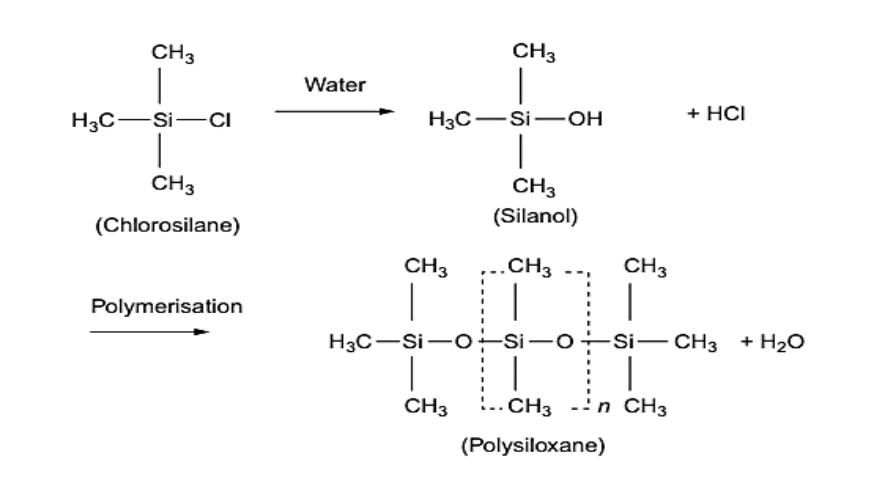 CH₃ CH₃
Water
H₃C—Si—Cl H₃C—Si—OH + HCl
CH₃ CH₃
(Chlorosilane) (Silanol)
CH₃ CH₃ CH₃
Polymerisation
H₃C—Si—O—Si—O—Si—CH₃ + H₂O
CH₃ CH₃ n CH₃
(Polysiloxane)